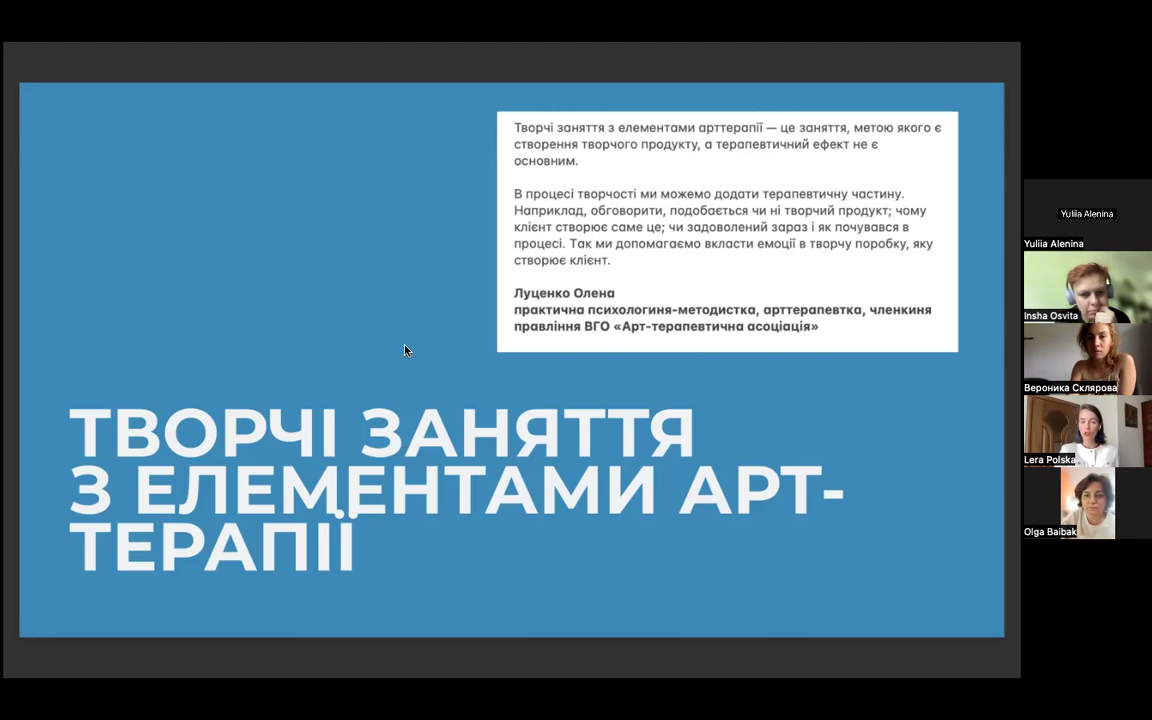 Творчі заняття з елементами арттерапії — це заняття, метою якого є
створення творчого продукту, а терапевтичний ефект не є
основним.
В процесі творчості ми можемо додати терапевтичну частину.
Наприклад, обговорити, подобається чи ні творчий продукт; чому
клієнт створює саме це; чи задоволений зараз і як почувався в
процесі. Так ми допомагаємо вкласти емоції в творчу поробку, яку
створює клієнт.
Луценко Олена
практична психологиня-методистка, арттерапевтка, членкиня
правління ВГО «Арт-терапевтична асоціація»
ТВОРЧІ ЗАНЯТТЯ
З ЕЛЕМЕНТАМИ АРТ-
ТЕРАПІЇ
Yuliia Alenina
Yuliia Alenina
Insha Osvita
Вероника Склярова
Lera Polska
Olga Baibak